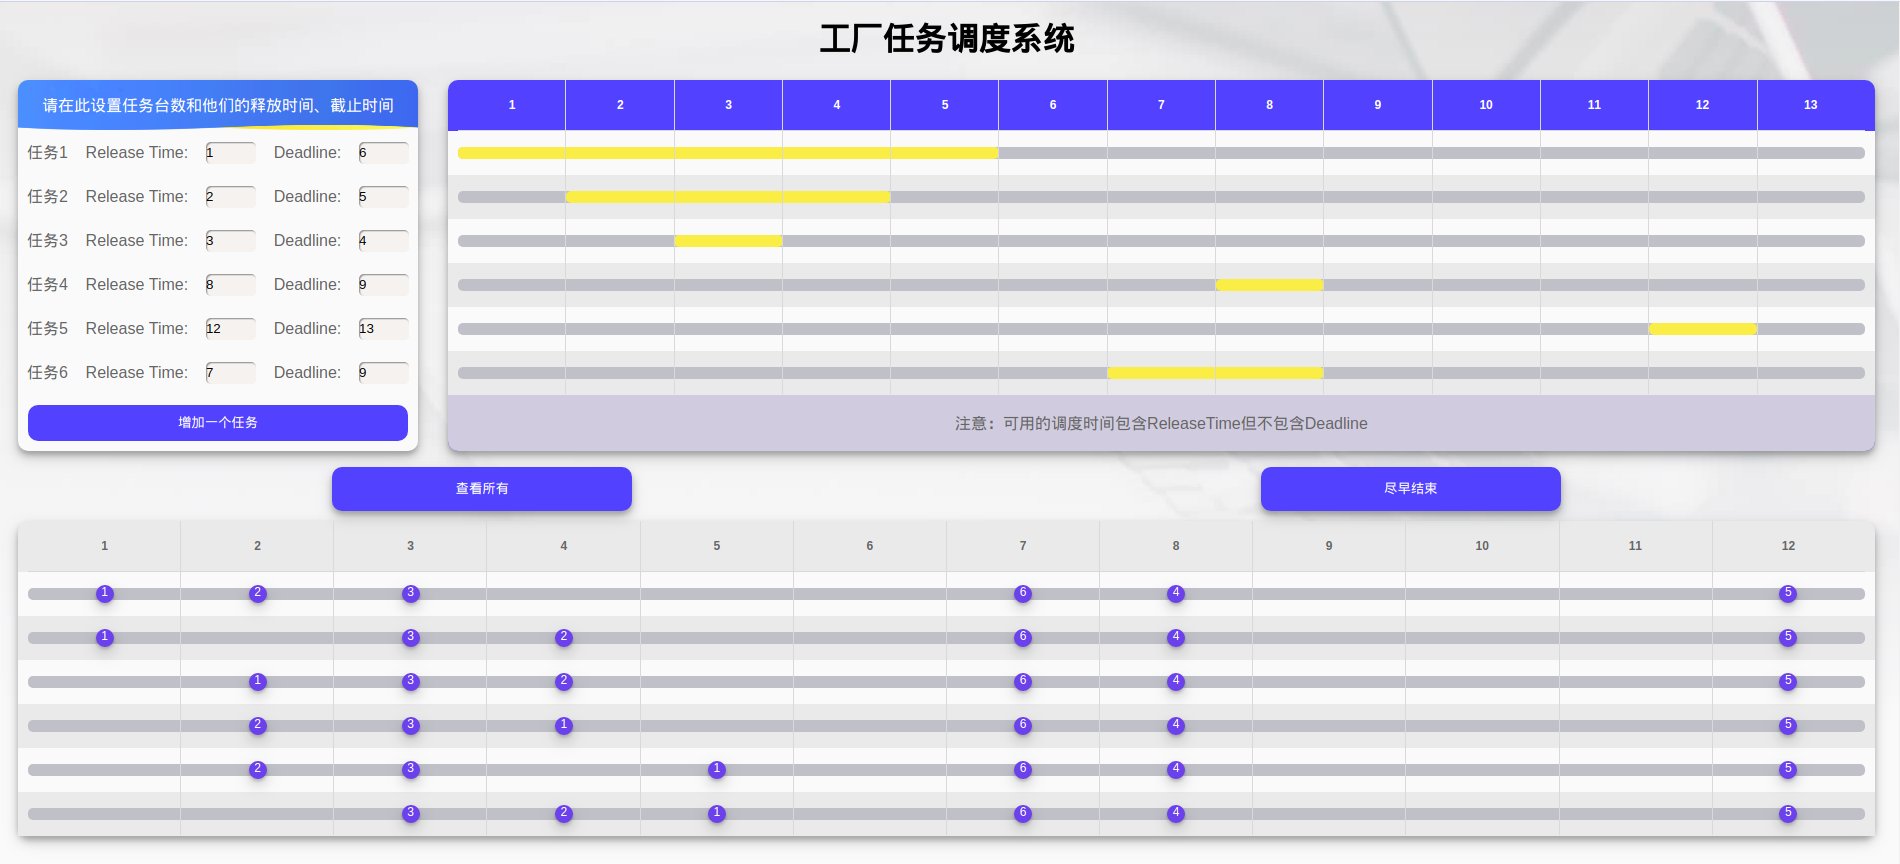 工厂任务调度系统
请在此设置任务台数和他们的释放时间、截止时间
任务1 Release Time: 1 Deadline: 6
任务2 Release Time: 2 Deadline: 5
任务3 Release Time: 3 Deadline: 4
任务4 Release Time: 8 Deadline: 9
任务5 Release Time: 12 Deadline: 13
任务6 Release Time: 7 Deadline: 9
增加一个任务
1 2 3 4 5 6 7 8 9 10 11 12 13
注意：可用的调度时间包含ReleaseTime但不包含Deadline
查看所有
尽早结束
1 2 3 4 5 6 7 8 9 10 11 12
1 2 3 6 4 5
1 3 2 6 4 5
1 3 2 6 4 5
2 3 1 6 4 5
2 3 1 6 4 5
3 2 1 6 4 5